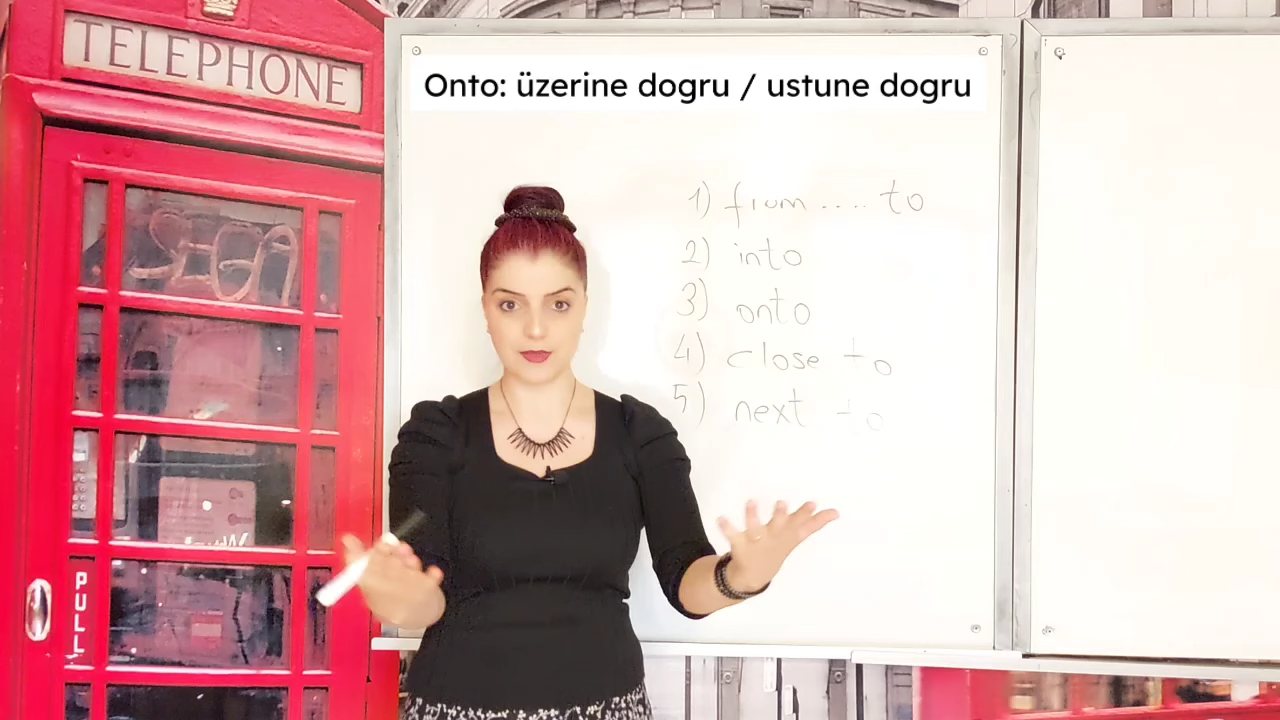 TELEPHONE
Onto: üzerine dogru / ustune dogru
1) from .... to
2) into
3) onto
4) close to
5) next to
SEGA
PULL